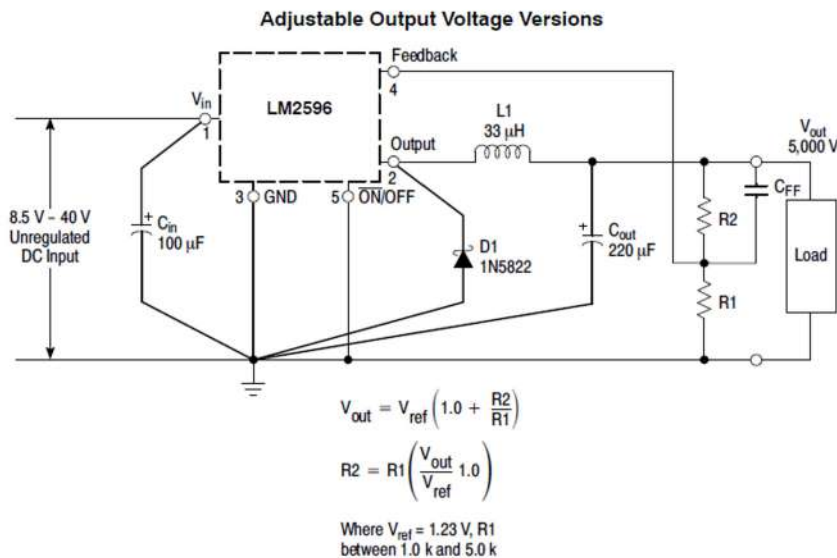 Adjustable Output Voltage Versions
Feedback
4
LM2596
Vin
1
L1
33 μH
Vout
5,000 V
Output
2
CFF
3 GND
5 ON/OFF
R2
8.5 V - 40 V
Unregulated
DC Input
Cin
100 μF
D1
1N5822
Cout
220 μF
Load
R1
Vout = Vref (1.0 + R2/R1)
R2 = R1 (Vout/Vref 1.0)
Where Vref = 1.23 V, R1
between 1.0 k and 5.0 k